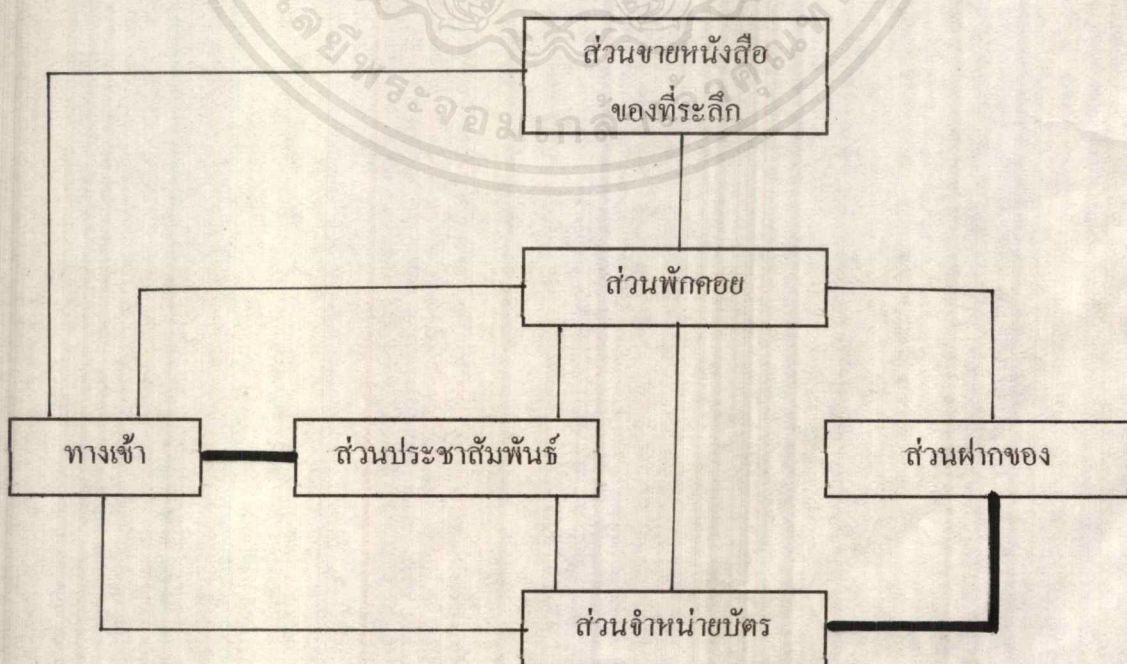 ส่วนขายหนังสือ
ของที่ระลึก
ส่วนพักคอย
ทางเข้า
ส่วนประชาสัมพันธ์
ส่วนฝากของ
ส่วนจำหน่ายบัตร